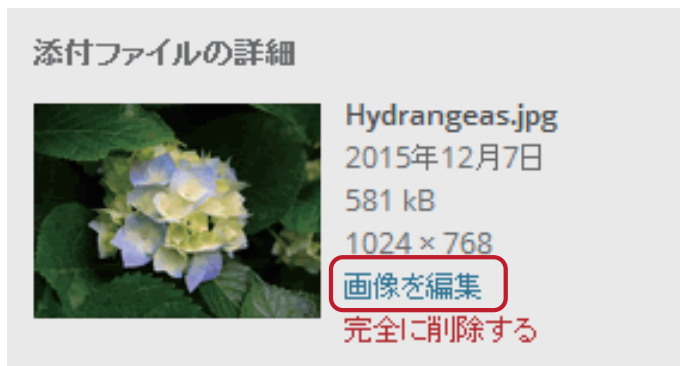 添付ファイルの詳細
Hydrangeas.jpg
2015年12月7日
581 kB
1024 × 768
画像を編集
完全に削除する